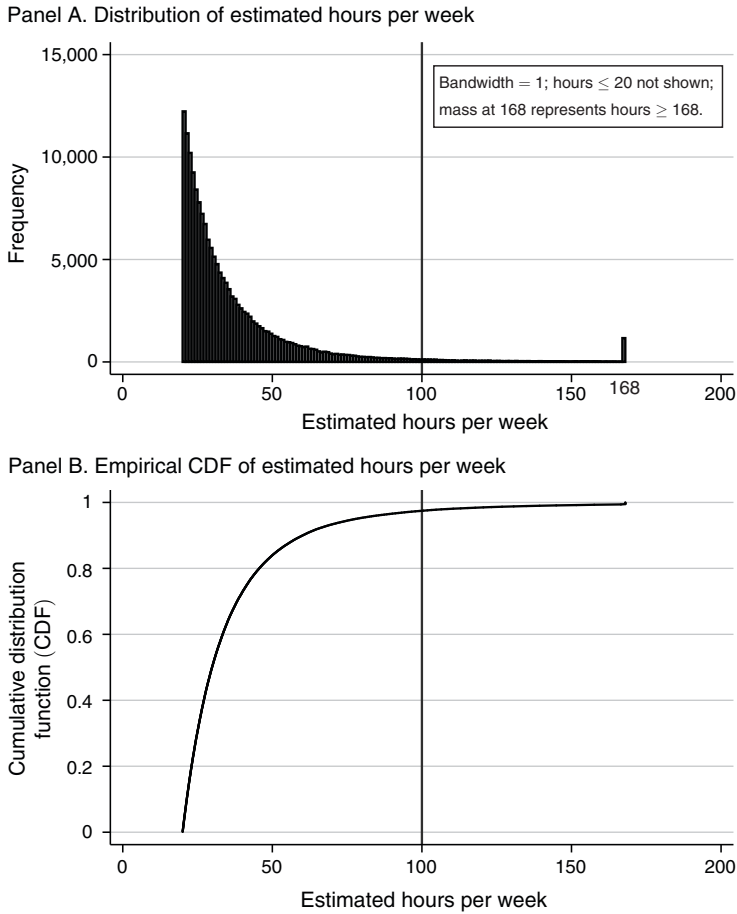 Panel A. Distribution of estimated hours per week
15,000
10,000
5,000
0
Frequency
Bandwidth = 1; hours ≤ 20 not shown;
mass at 168 represents hours ≥ 168.
0 50 100 150 168 200
Estimated hours per week
Panel B. Empirical CDF of estimated hours per week
1
0.8
0.6
0.4
0.2
0
Cumulative distribution
function (CDF)
0 50 100 150 200
Estimated hours per week